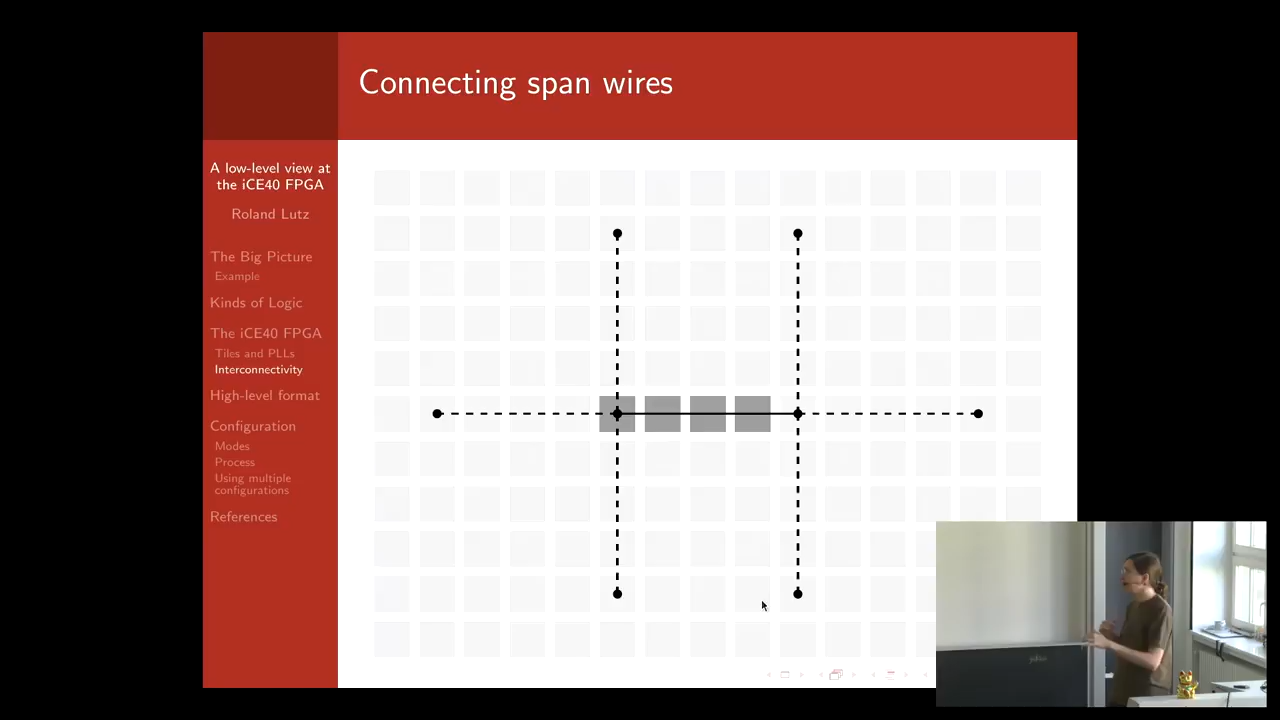 Connecting span wires
A low-level view at
the iCE40 FPGA
Roland Lutz
The Big Picture
Example
Kinds of Logic
The iCE40 FPGA
Tiles and PLLs
Interconnectivity
High-level format
Configuration
Modes
Process
Using multiple
configurations
References